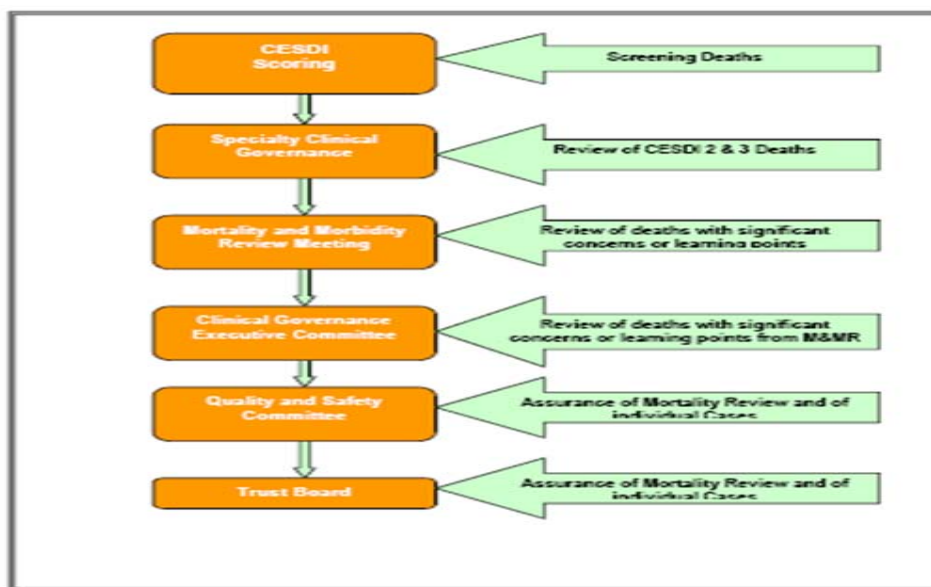 CESDI
Scoring
Screening Deaths
Specialty Clinical
Governance
Review of CESDI 2 & 3 Deaths
Mortality and Morbidity
Review Meeting
Review of deaths with significant
concerns or learning points
Clinical Governance
Executive Committee
Review of deaths with significant
concerns or learning points from M&MR
Quality and Safety
Committee
Assurance of Mortality Review and of
individual Cases
Trust Board
Assurance of Mortality Review and of
individual Cases